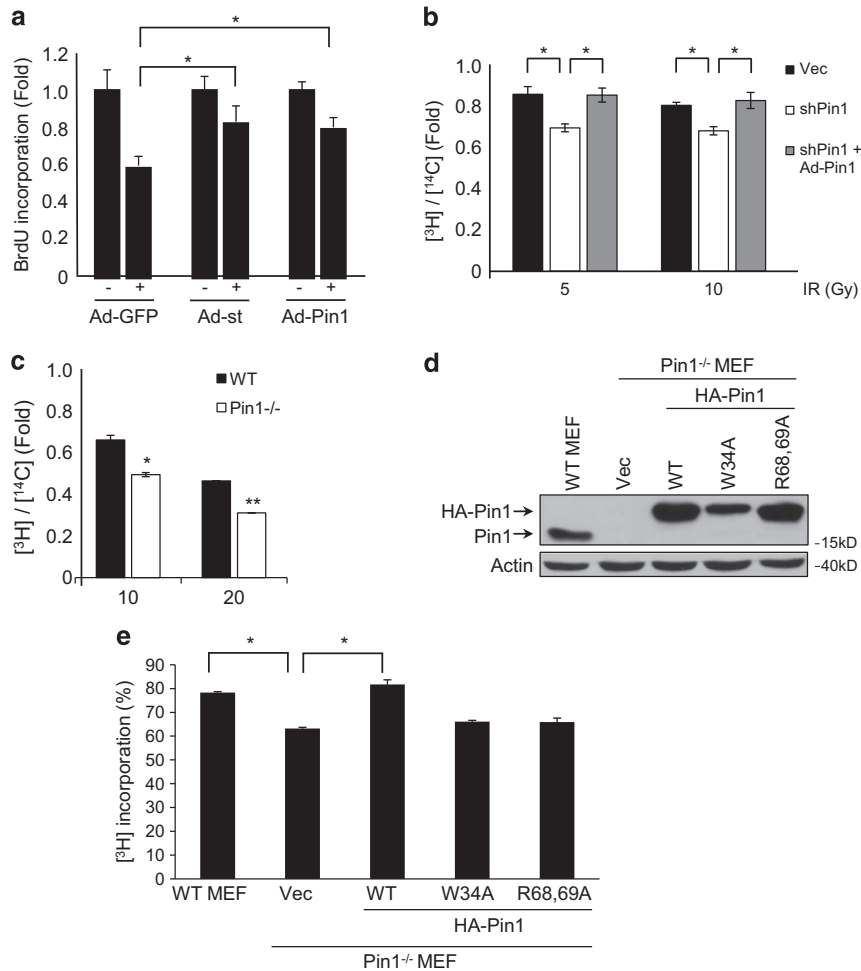 a
*
*
BrdU incorporation (Fold)
1.2
1.0
0.8
0.6
0.4
0.2
0
- + - + - +
Ad-GFP Ad-st Ad-Pin1
b
* * * *
[³H] / [¹⁴C] (Fold)
1.0
0.8
0.6
0.4
0.2
0
5 10 IR (Gy)
Vec
shPin1
shPin1 +
Ad-Pin1
c
[³H] / [¹⁴C] (Fold)
1.0
0.8
0.6
0.4
0.2
0
WT
Pin1-/-
*
**
10 20
d
Pin1-/- MEF
HA-Pin1
WT MEF
Vec
WT
W34A
R68,69A
HA-Pin1→
Pin1→
-15kD
Actin
-40kD
e
* *
[³H] incorporation (%)
90
80
70
60
50
40
30
20
10
0
WT MEF Vec WT W34A R68,69A
HA-Pin1
Pin1-/- MEF